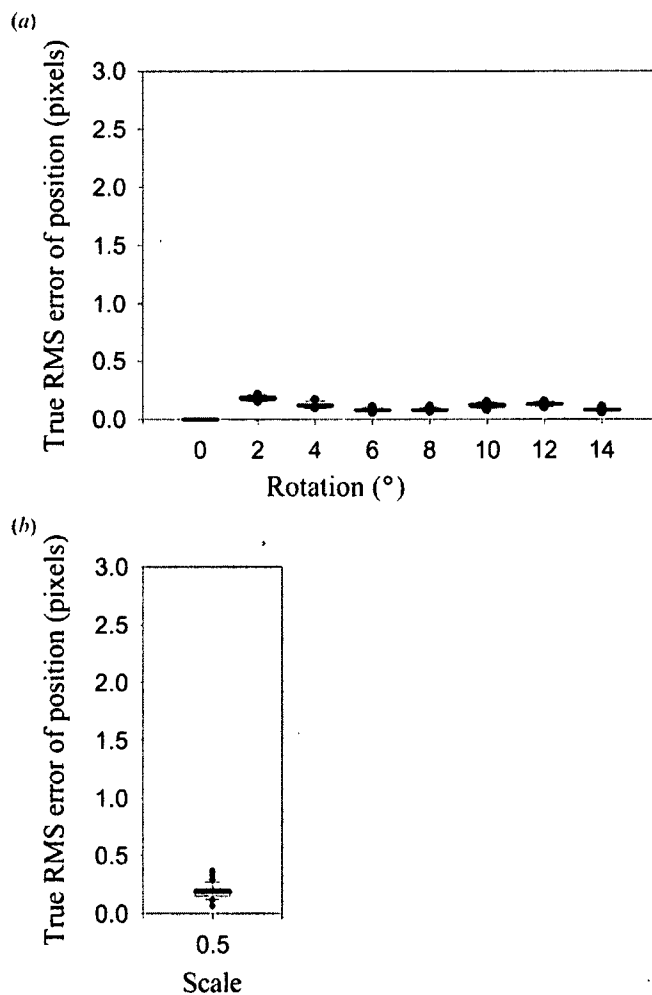 (a)
True RMS error of position (pixels)
3.0
2.5
2.0
1.5
1.0
0.5
0.0
0 2 4 6 8 10 12 14
Rotation (°)
(b)
True RMS error of position (pixels)
3.0
2.5
2.0
1.5
1.0
0.5
0.0
0.5
Scale